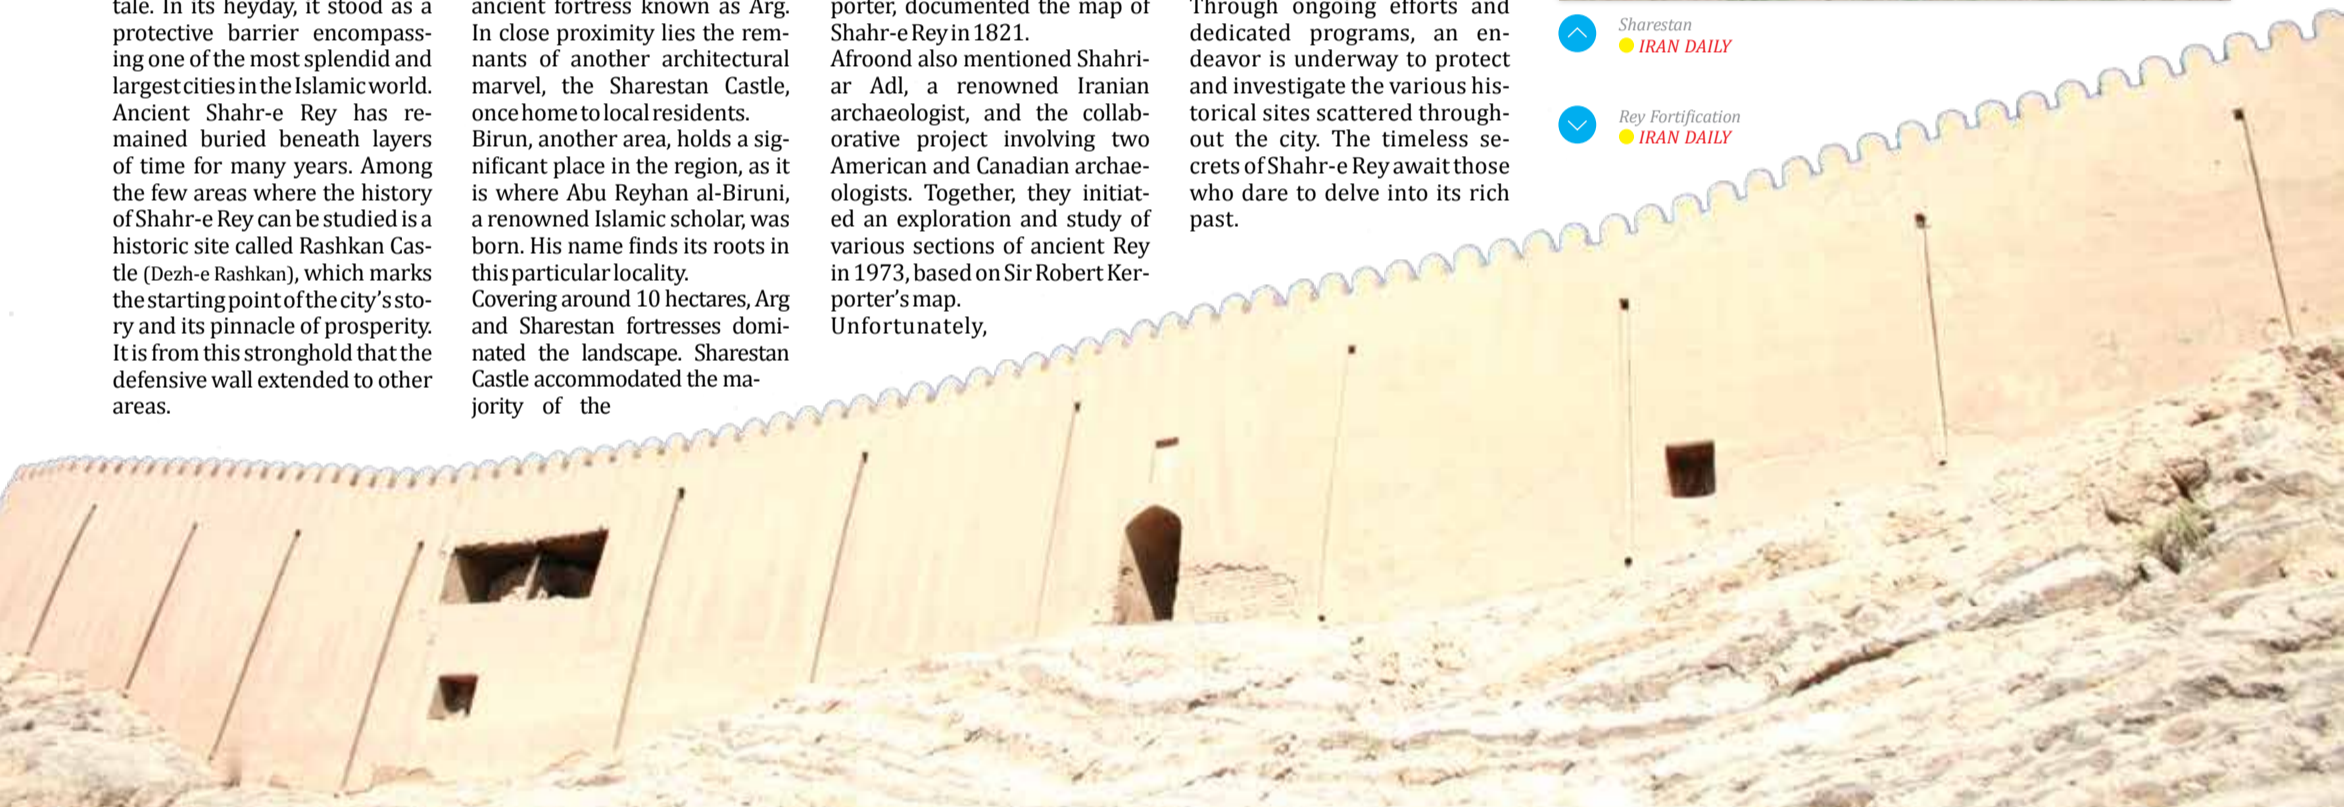 tale. In its heyday, it stood as a
protective barrier encompass-
ing one of the most splendid and
largest cities in the Islamic world.
Ancient Shahr-e Rey has re-
mained buried beneath layers
of time for many years. Among
the few areas where the history
of Shahr-e Rey can be studied is a
historic site called Rashkan Cas-
tle (Dezh-e Rashkan), which marks
the starting point of the city's sto-
ry and its pinnacle of prosperity.
It is from this stronghold that the
defensive wall extended to other
areas.
ancient fortress known as Arg.
In close proximity lies the rem-
nants of another architectural
marvel, the Sharestan Castle,
once home to local residents.
Birun, another area, holds a sig-
nificant place in the region, as it
is where Abu Reyhan al-Biruni,
a renowned Islamic scholar, was
born. His name finds its roots in
this particular locality.
Covering around 10 hectares, Arg
and Sharestan fortresses domi-
nated the landscape. Sharestan
Castle accommodated the ma-
jority of the
porter, documented the map of
Shahr-e Rey in 1821.
Afroond also mentioned Shahri-
ar Adl, a renowned Iranian
archaeologist, and the collab-
orative project involving two
American and Canadian archae-
ologists. Together, they initiat-
ed an exploration and study of
various sections of ancient Rey
in 1973, based on Sir Robert Ker-
porter's map.
Unfortunately,
Through ongoing efforts and
dedicated programs, an en-
deavor is underway to protect
and investigate the various his-
torical sites scattered through-
out the city. The timeless se-
crets of Shahr-e Rey await those
who dare to delve into its rich
past.
Sharestan
IRAN DAILY
Rey Fortification
IRAN DAILY